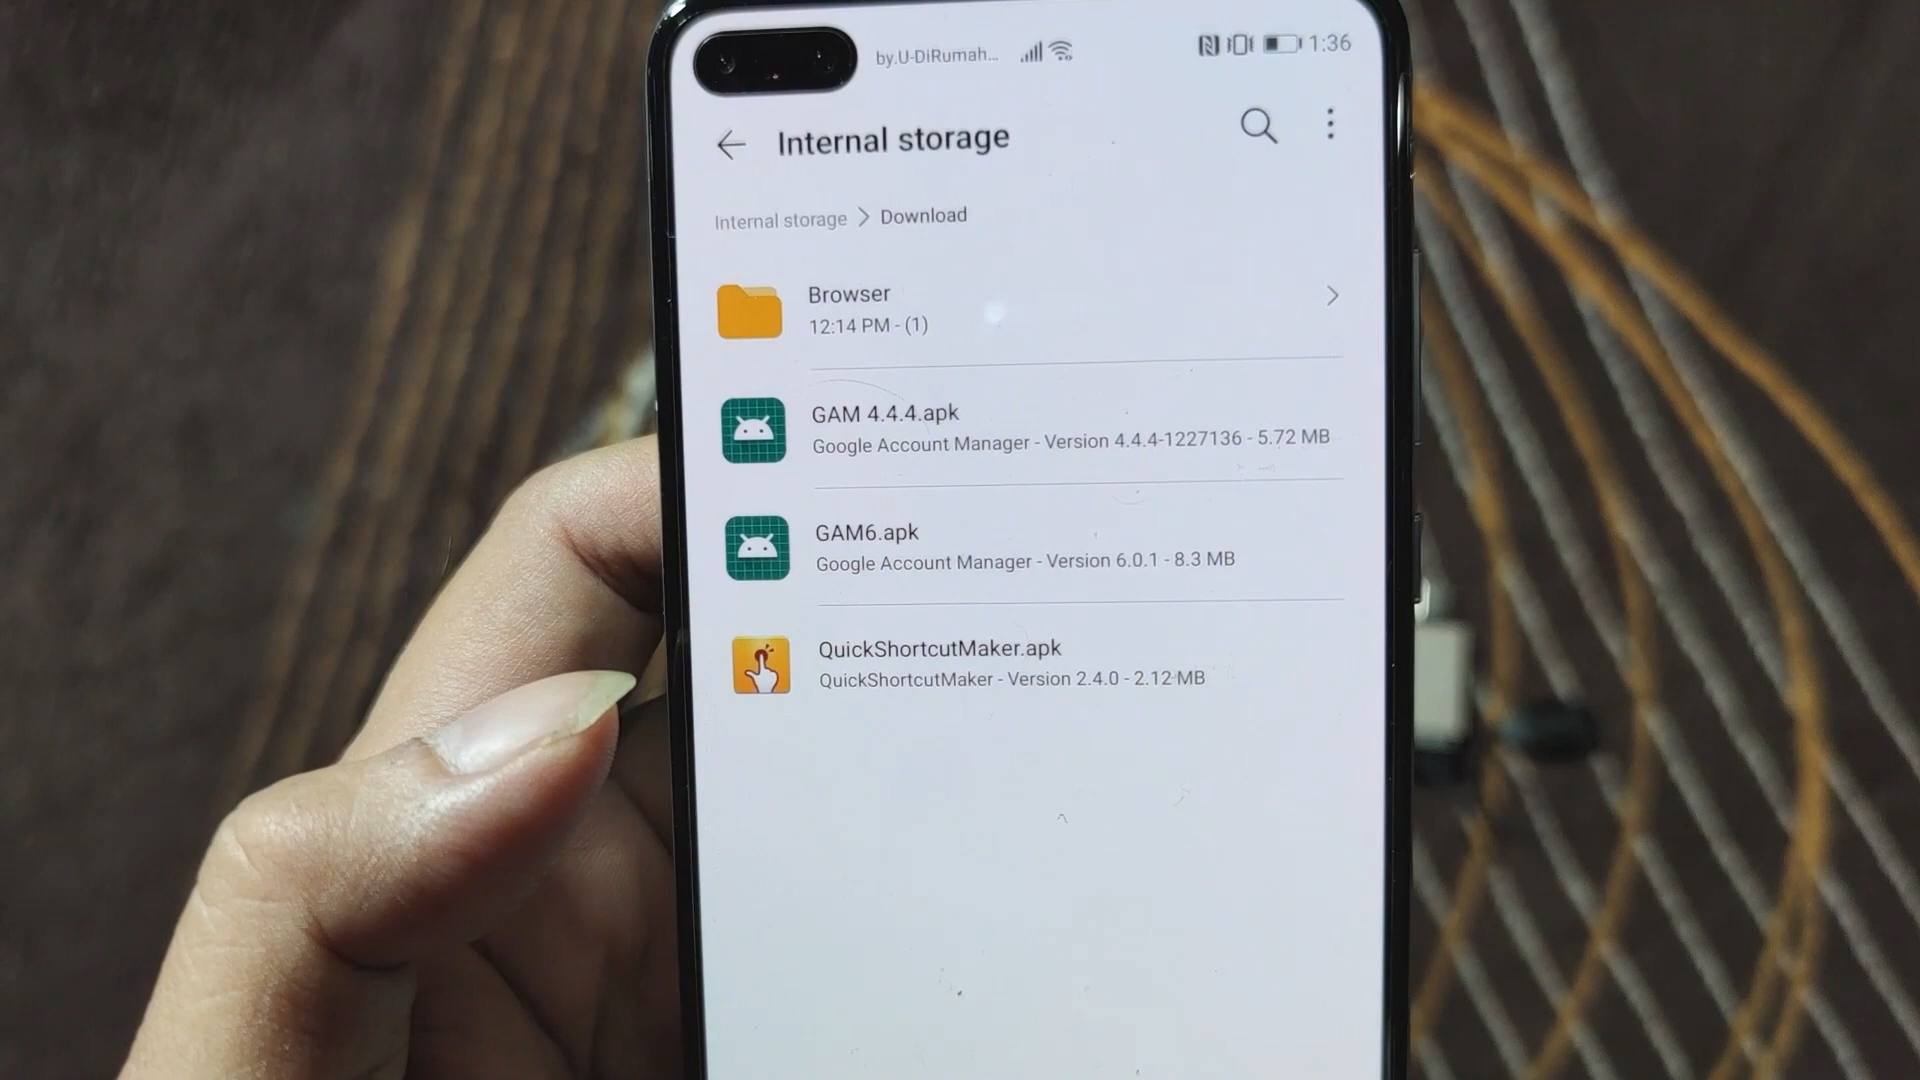 by.U-DiRumah... 1:36
Internal storage
Internal storage > Download
Browser
12:14 PM - (1)
GAM 4.4.4.apk
Google Account Manager - Version 4.4.4-1227136 - 5.72 MB
GAM6.apk
Google Account Manager - Version 6.0.1 - 8.3 MB
QuickShortcutMaker.apk
QuickShortcutMaker - Version 2.4.0 - 2.12 MB